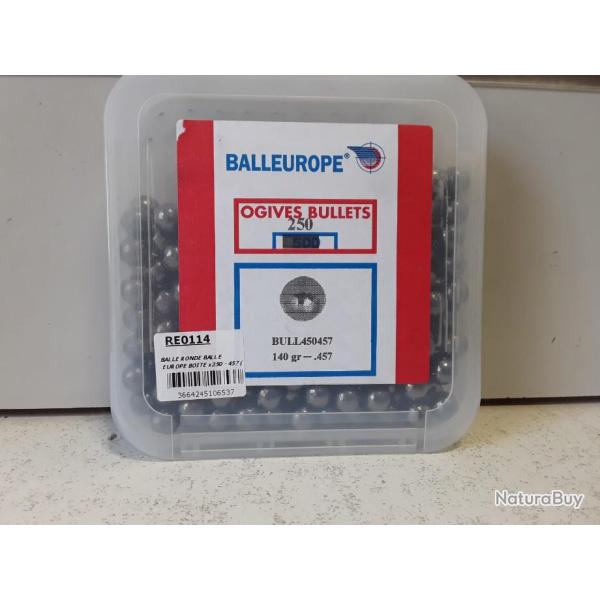 BALLEUROPE®
OGIVES BULLETS
250
500
BULL450457
140 gr — .457
RE0114
BALLE RONDE BALLE
EUROPE BOITE x250 - 457 (
3664245106537
NaturaBuy